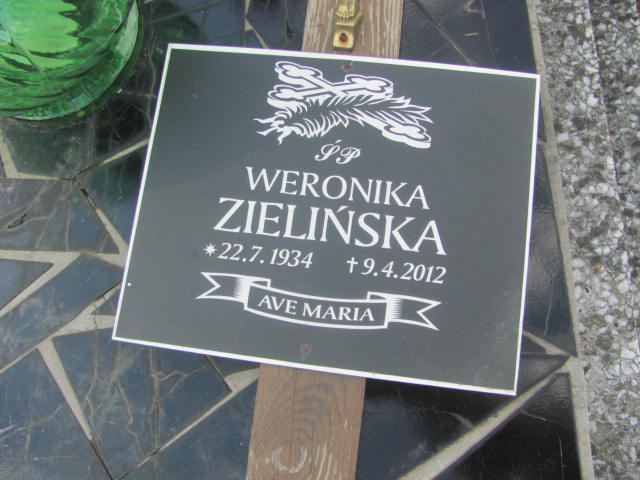 ŚP
WERONIKA
ZIELIŃSKA
*22.7.1934 †9.4.2012
AVE MARIA